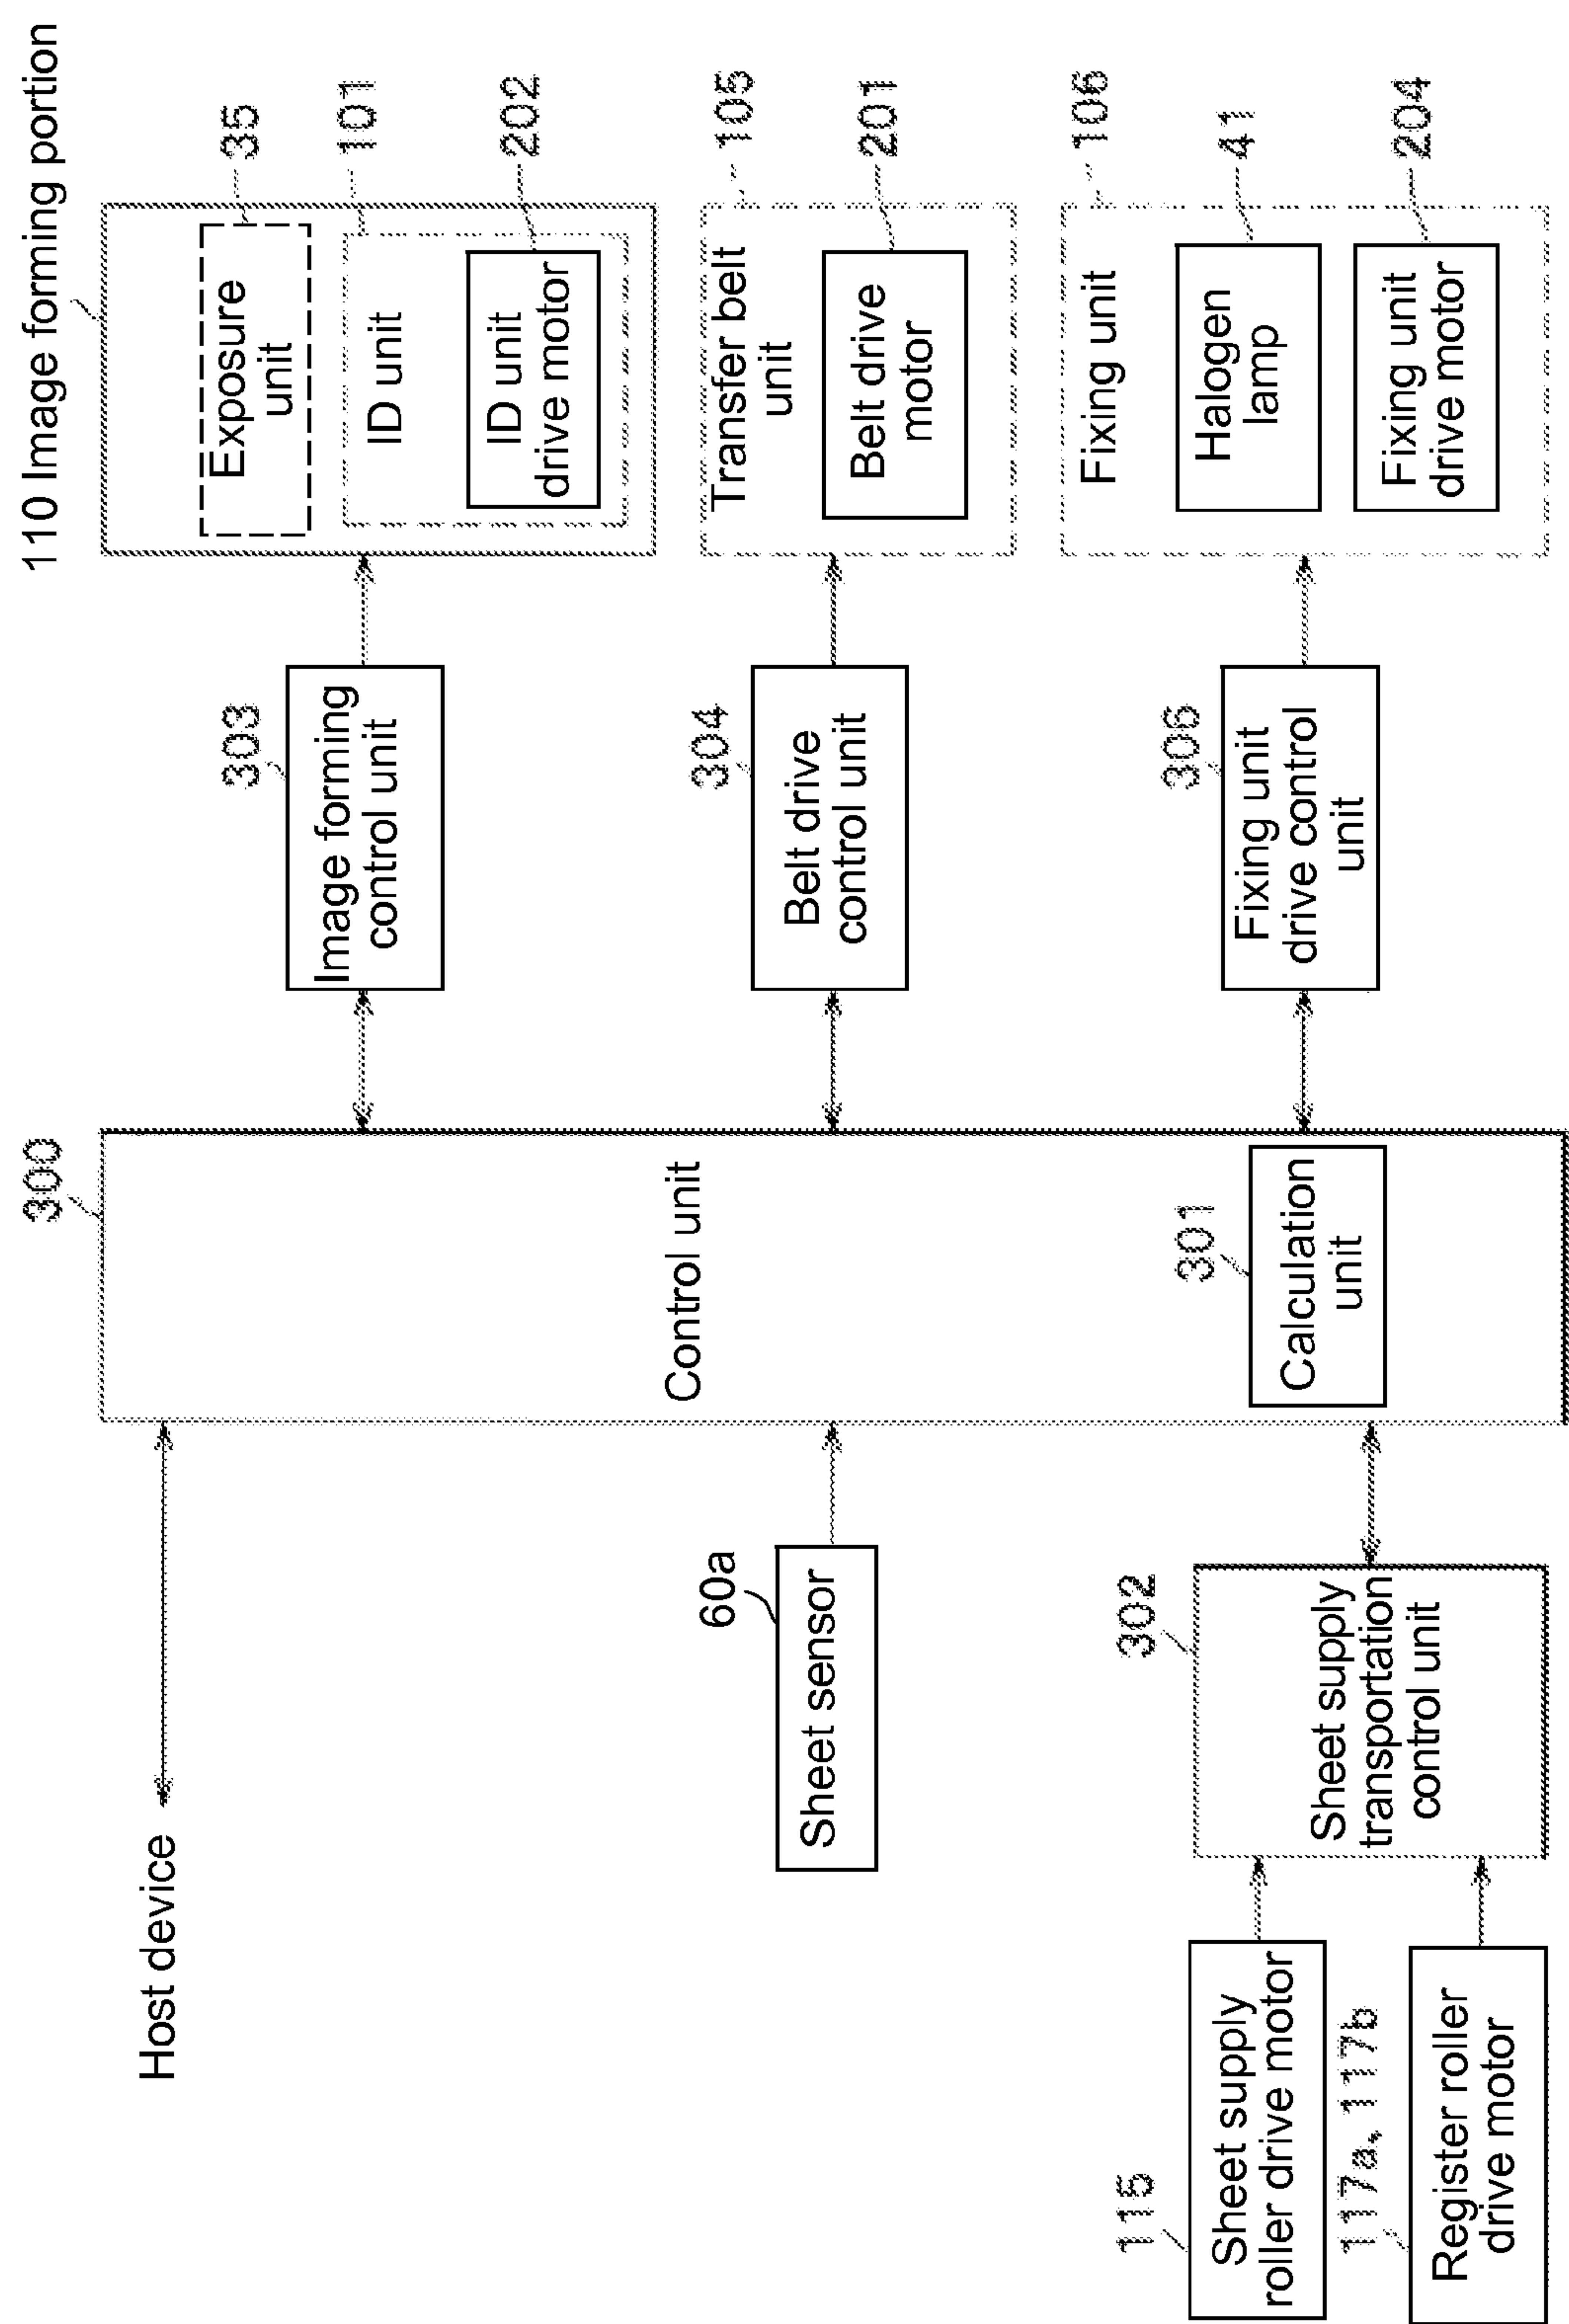 110 Image forming portion
35
Exposure
unit
101
ID unit
202
ID unit
drive motor
303
Image forming
control unit
300
Control unit
Host device
105
Transfer belt
unit
201
Belt drive
motor
304
Belt drive
control unit
60a
Sheet sensor
106
Fixing unit
41
Halogen
lamp
204
Fixing unit
drive motor
306
Fixing unit
drive control
unit
301
Calculation
unit
302
Sheet supply
transportation
control unit
115
Sheet supply
roller drive motor
117a, 117b
Register roller
drive motor